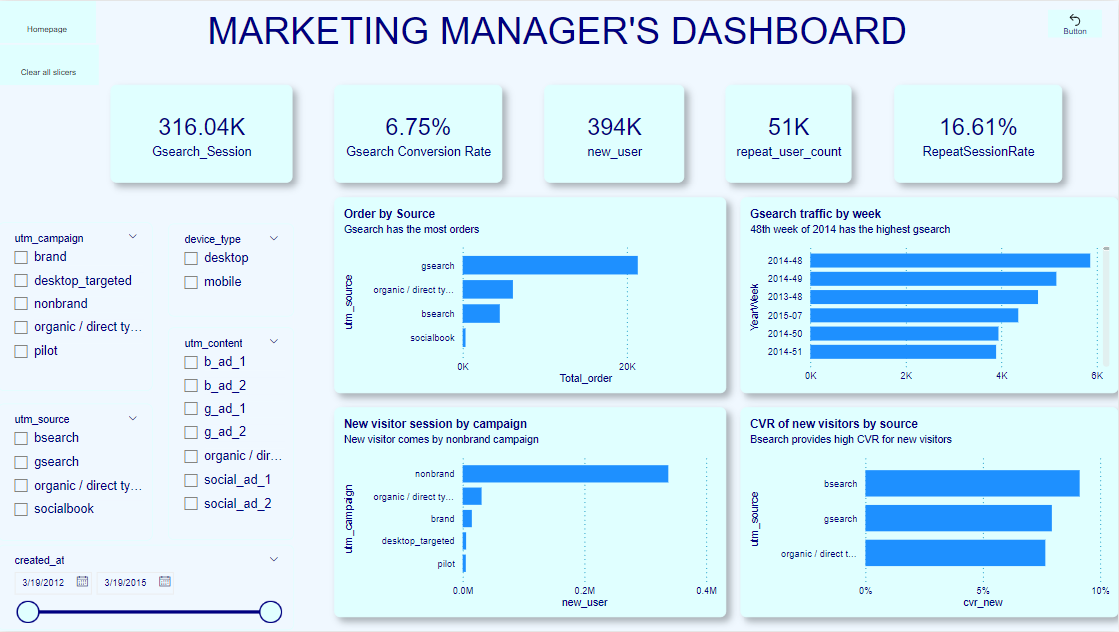 Homepage
MARKETING MANAGER'S DASHBOARD
Button
Clear all slicers
316.04K
Gsearch_Session
6.75%
Gsearch Conversion Rate
394K
new_user
51K
repeat_user_count
16.61%
RepeatSessionRate
utm_campaign
brand
desktop_targeted
nonbrand
organic / direct ty…
pilot
device_type
desktop
mobile
utm_content
b_ad_1
b_ad_2
g_ad_1
g_ad_2
organic / dir…
social_ad_1
social_ad_2
utm_source
bsearch
gsearch
organic / direct ty…
socialbook
created_at
3/19/2012
3/19/2015
Order by Source
Gsearch has the most orders
utm_source
gsearch
organic / direct ty…
bsearch
socialbook
0K
20K
Total_order
Gsearch traffic by week
48th week of 2014 has the highest gsearch
YearWeek
2014-48
2014-49
2013-48
2015-07
2014-50
2014-51
0K
2K
4K
6K
New visitor session by campaign
New visitor comes by nonbrand campaign
utm_campaign
nonbrand
organic / direct ty…
brand
desktop_targeted
pilot
0.0M
0.2M
0.4M
new_user
CVR of new visitors by source
Bsearch provides high CVR for new visitors
utm_source
bsearch
gsearch
organic / direct t…
0%
5%
10%
cvr_new